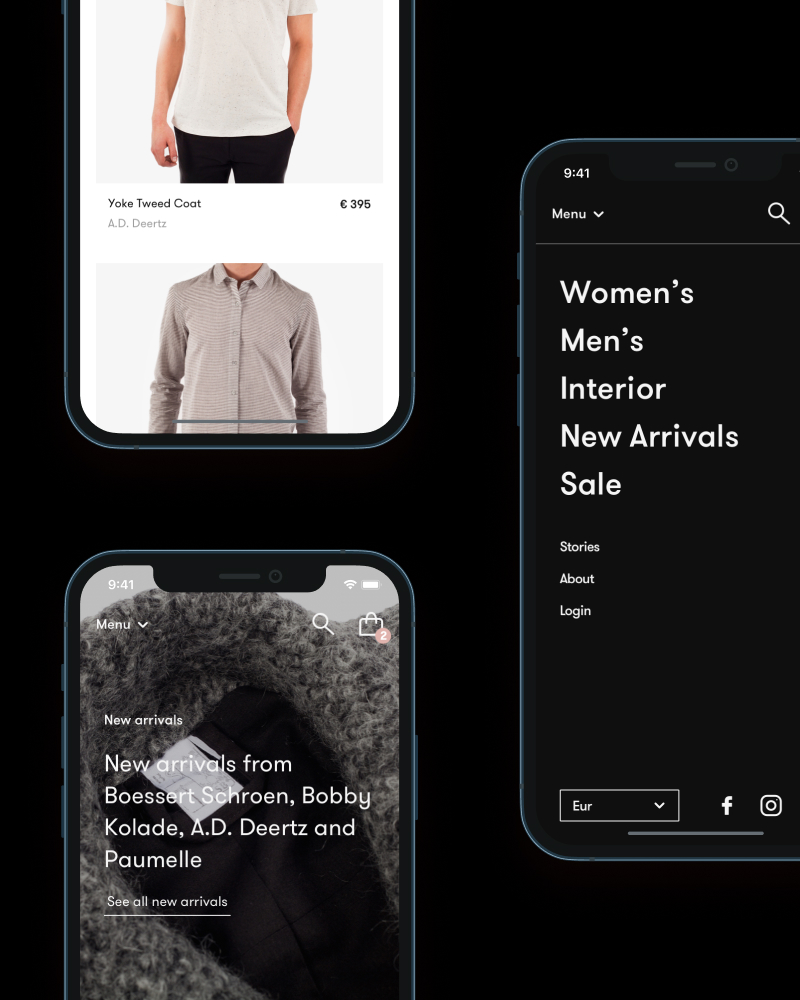 Yoke Tweed Coat
€ 395
A.D. Deertz
9:41
Menu
2
New arrivals
New arrivals from
Boessert Schroen, Bobby
Kolade, A.D. Deertz and
Paumelle
See all new arrivals
9:41
Menu
Women’s
Men’s
Interior
New Arrivals
Sale
Stories
About
Login
Eur